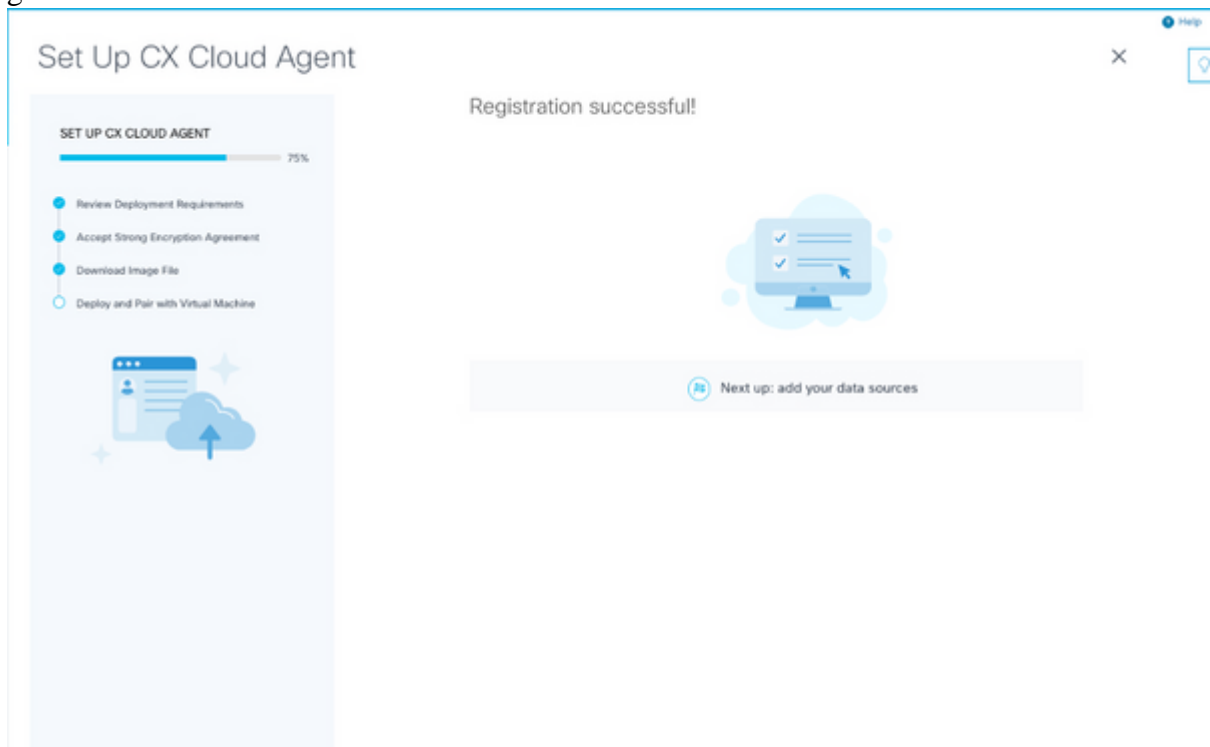 g
Help
Set Up CX Cloud Agent
Registration successful!
SET UP CX CLOUD AGENT
75%
Review Deployment Requirements
Accept Strong Encryption Agreement
Download Image File
Deploy and Pair with Virtual Machine
Next up: add your data sources